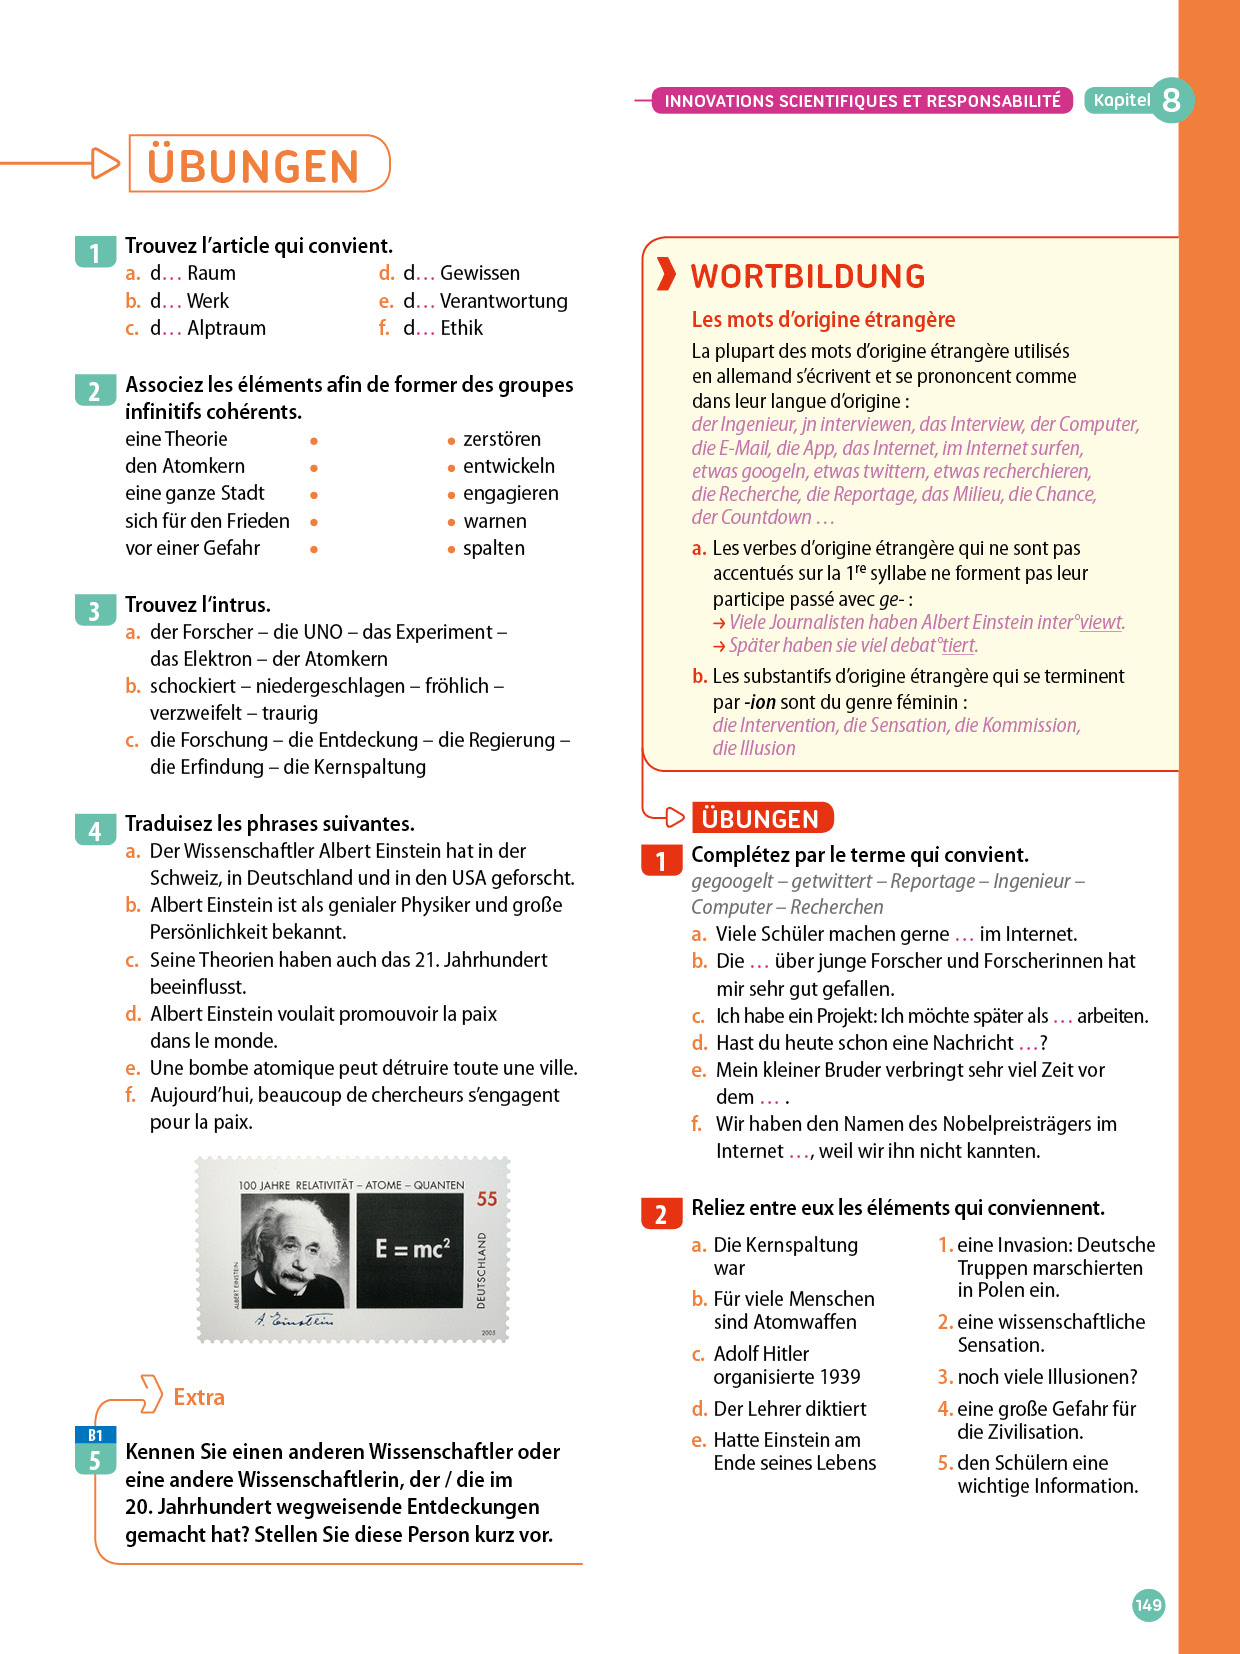 INNOVATIONS SCIENTIFIQUES ET RESPONSABILITÉ Kapitel 8
ÜBUNGEN
1 Trouvez l’article qui convient.
a. d… Raum
b. d… Werk
c. d… Alptraum
d. d… Gewissen
e. d… Verantwortung
f. d… Ethik
2 Associez les éléments afin de former des groupes
infinitifs cohérents.
eine Theorie • • zerstören
den Atomkern • • entwickeln
eine ganze Stadt • • engagieren
sich für den Frieden • • warnen
vor einer Gefahr • • spalten
3 Trouvez l‘intrus.
a. der Forscher – die UNO – das Experiment –
das Elektron – der Atomkern
b. schockiert – niedergeschlagen – fröhlich –
verzweifelt – traurig
c. die Forschung – die Entdeckung – die Regierung –
die Erfindung – die Kernspaltung
4 Traduisez les phrases suivantes.
a. Der Wissenschaftler Albert Einstein hat in der
Schweiz, in Deutschland und in den USA geforscht.
b. Albert Einstein ist als genialer Physiker und große
Persönlichkeit bekannt.
c. Seine Theorien haben auch das 21. Jahrhundert
beeinflusst.
d. Albert Einstein voulait promouvoir la paix
dans le monde.
e. Une bombe atomique peut détruire toute une ville.
f. Aujourd’hui, beaucoup de chercheurs s’engagent
pour la paix.
100 JAHRE RELATIVITÄT – ATOME – QUANTEN
55
E = mc²
DEUTSCHLAND
ALBERT EINSTEIN
A. Einstein
2005
Extra
B1
5 Kennen Sie einen anderen Wissenschaftler oder
eine andere Wissenschaftlerin, der / die im
20. Jahrhundert wegweisende Entdeckungen
gemacht hat? Stellen Sie diese Person kurz vor.
WORTBILDUNG
Les mots d’origine étrangère
La plupart des mots d’origine étrangère utilisés
en allemand s’écrivent et se prononcent comme
dans leur langue d’origine :
der Ingenieur, jn interviewen, das Interview, der Computer,
die E-Mail, die App, das Internet, im Internet surfen,
etwas googeln, etwas twittern, etwas recherchieren,
die Recherche, die Reportage, das Milieu, die Chance,
der Countdown …
a. Les verbes d’origine étrangère qui ne sont pas
accentués sur la 1re syllabe ne forment pas leur
participe passé avec ge- :
→ Viele Journalisten haben Albert Einstein inter°viewt.
→ Später haben sie viel debat°tiert.
b. Les substantifs d’origine étrangère qui se terminent
par -ion sont du genre féminin :
die Intervention, die Sensation, die Kommission,
die Illusion
ÜBUNGEN
1 Complétez par le terme qui convient.
gegoogelt – getwittert – Reportage – Ingenieur –
Computer – Recherchen
a. Viele Schüler machen gerne … im Internet.
b. Die … über junge Forscher und Forscherinnen hat
mir sehr gut gefallen.
c. Ich habe ein Projekt: Ich möchte später als … arbeiten.
d. Hast du heute schon eine Nachricht …?
e. Mein kleiner Bruder verbringt sehr viel Zeit vor
dem … .
f. Wir haben den Namen des Nobelpreisträgers im
Internet …, weil wir ihn nicht kannten.
2 Reliez entre eux les éléments qui conviennent.
a. Die Kernspaltung
war
b. Für viele Menschen
sind Atomwaffen
c. Adolf Hitler
organisierte 1939
d. Der Lehrer diktiert
e. Hatte Einstein am
Ende seines Lebens
1. eine Invasion: Deutsche
Truppen marschierten
in Polen ein.
2. eine wissenschaftliche
Sensation.
3. noch viele Illusionen?
4. eine große Gefahr für
die Zivilisation.
5. den Schülern eine
wichtige Information.
149